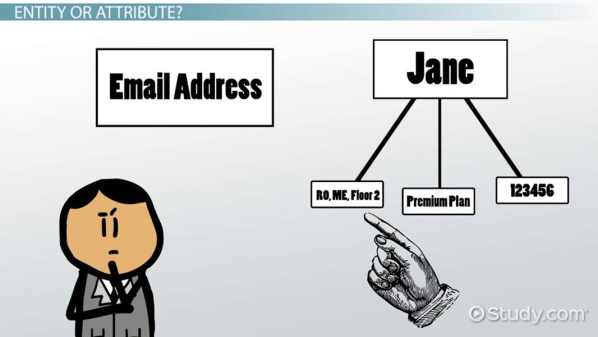 ENTITY OR ATTRIBUTE?
Email Address
Jane
RO, ME, Floor 2
Premium Plan
123456
Study.com